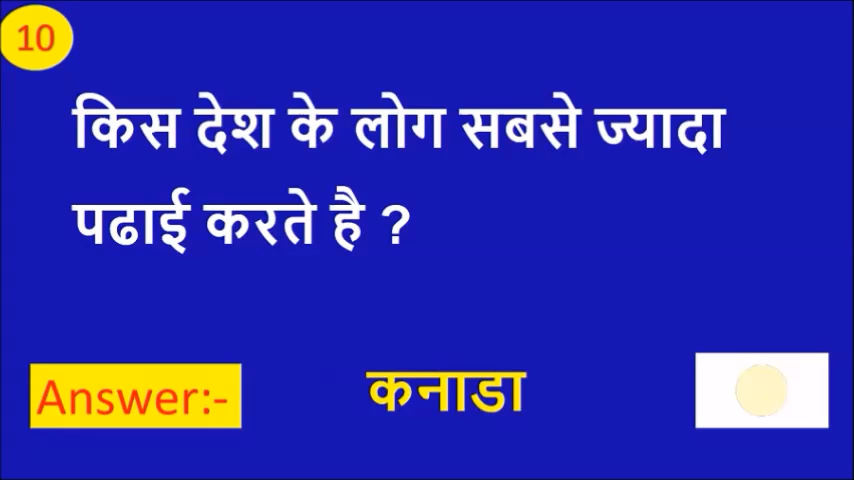 10
किस देश के लोग सबसे ज्यादा
पढाई करते है ?
Answer:-
कनाडा